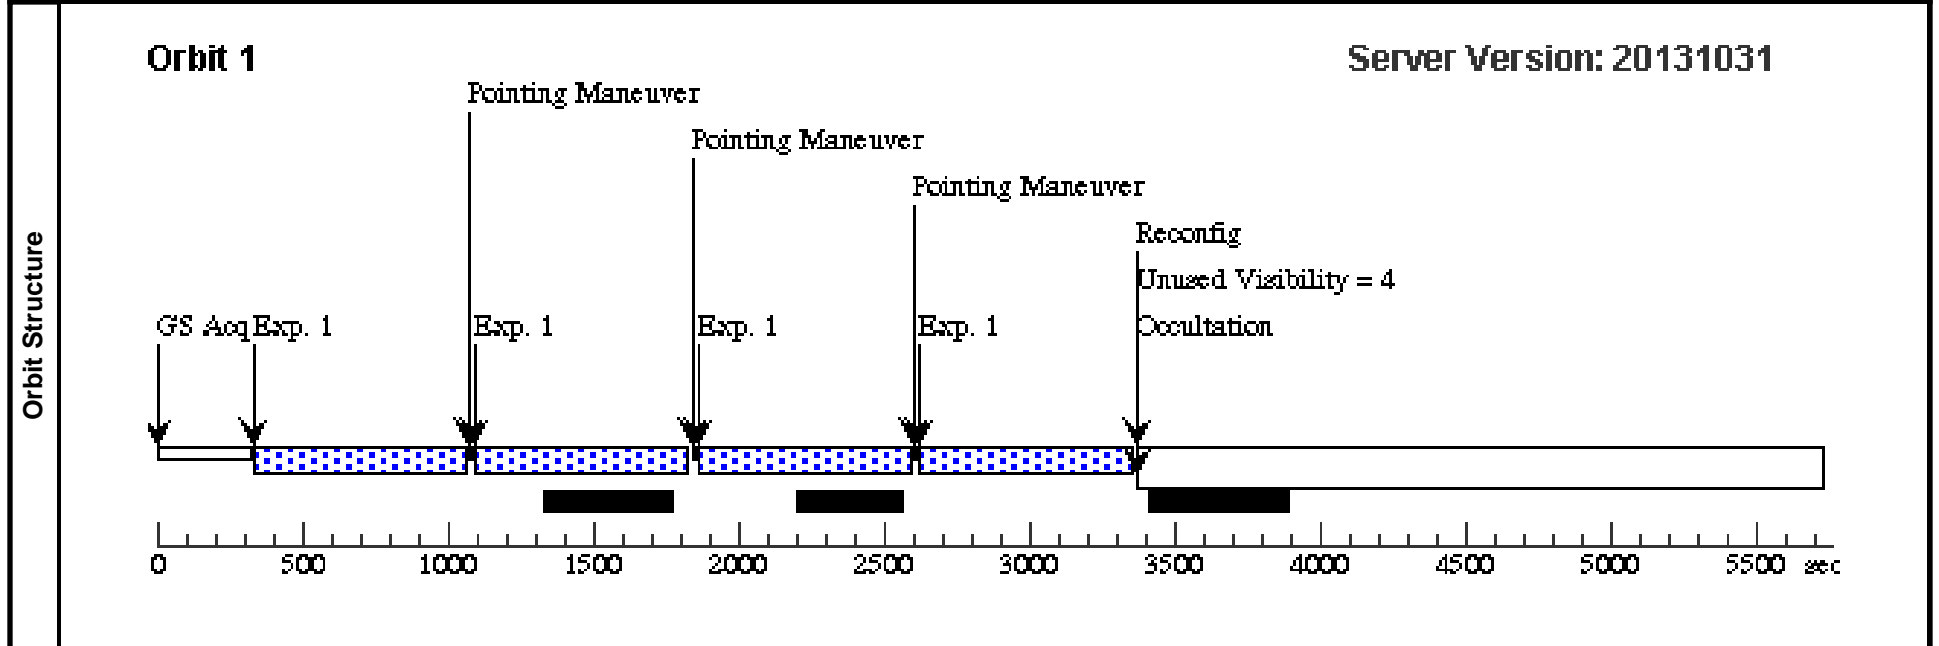 Orbit 1
Server Version: 20131031
Pointing Maneuver
Pointing Maneuver
Pointing Maneuver
Reconfig
Unused Visibility = 4
GS Acq Exp. 1 Exp. 1 Exp. 1 Exp. 1 Occultation
Orbit Structure
0 500 1000 1500 2000 2500 3000 3500 4000 4500 5000 5500 sec